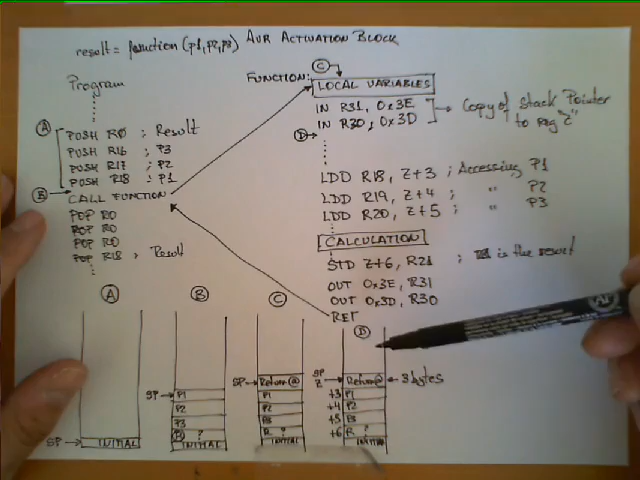 result = function (P1,P2,P3) AVR ACTIVATION BLOCK
Program
A
PUSH R0 ; Result
PUSH R16 ; P3
PUSH R17 ; P2
PUSH R18 ; P1
B
CALL FUNCTION
POP R0
POP R0
POP R0
POP R18 ; Result
FUNCTION:
C
LOCAL VARIABLES
IN R31, 0x3E
IN R30, 0x3D
Copy of Stack Pointer
to reg "Z"
D
LDD R18, Z+3 ; Accessing P1
LDD R19, Z+4 ; " P2
LDD R20, Z+5 ; " P3
CALCULATION
STD Z+6, R21 ; is the result
OUT 0x3E, R31
OUT 0x3D, R30
RET
A
SP
INITIAL
B
SP
P1
P2
P3
R ?
INITIAL
C
SP
Return@
P1
P2
P3
R ?
INITIAL
D
SP
Z
Return@
3 bytes
+3 P1
+4 P2
+5 P3
+6 R ?
INITIAL